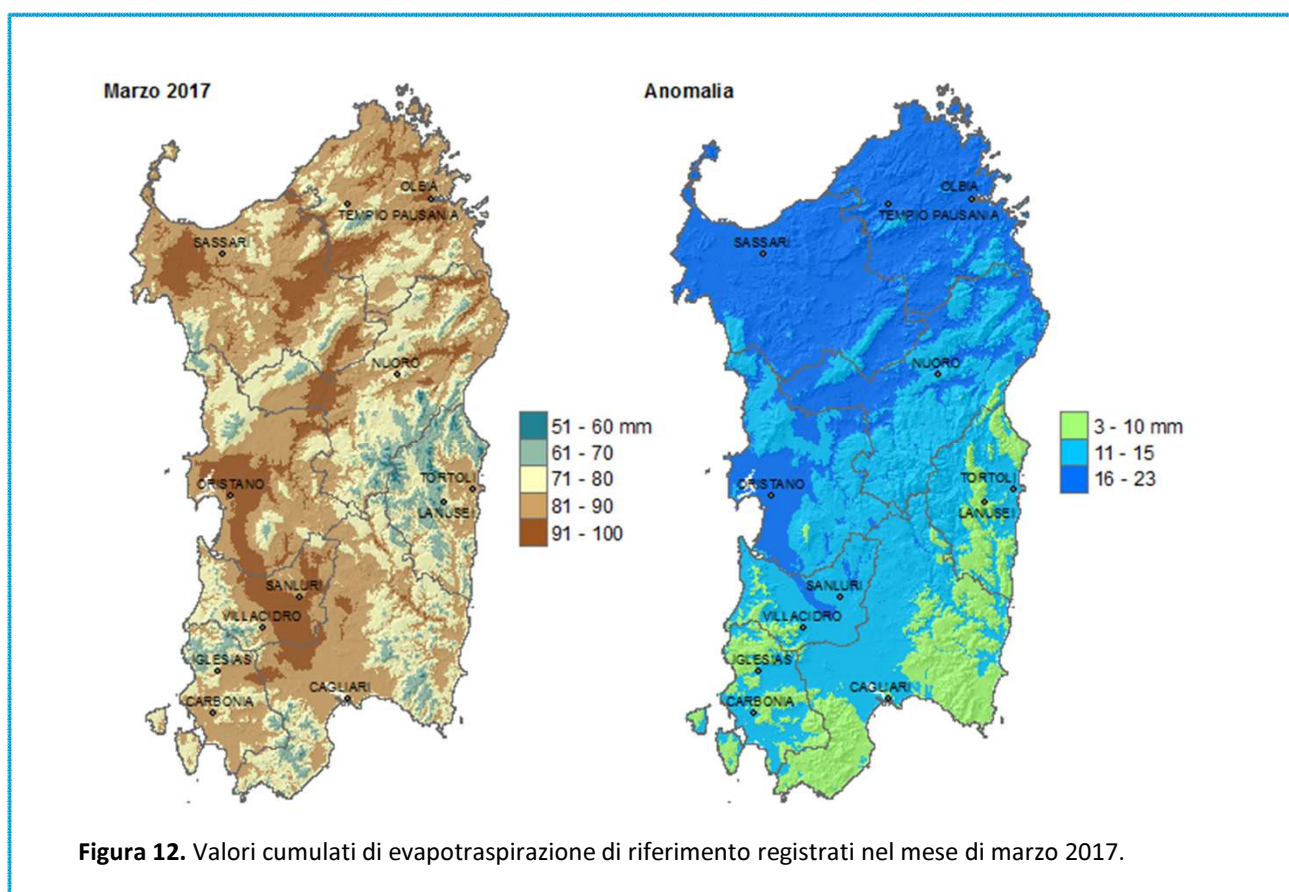 Marzo 2017
OLBIA
TEMPIO PAUSANIA
SASSARI
NUORO
ORISTANO
TORTOLI
LANUSEI
SANLURI
VILLACIDRO
IGLESIAS
CAGLIARI
CARBONIA
51 - 60 mm
61 - 70
71 - 80
81 - 90
91 - 100
Anomalia
OLBIA
TEMPIO PAUSANIA
SASSARI
NUORO
ORISTANO
TORTOLI
LANUSEI
SANLURI
VILLACIDRO
IGLESIAS
CAGLIARI
CARBONIA
3 - 10 mm
11 - 15
16 - 23
Figura 12. Valori cumulati di evapotraspirazione di riferimento registrati nel mese di marzo 2017.